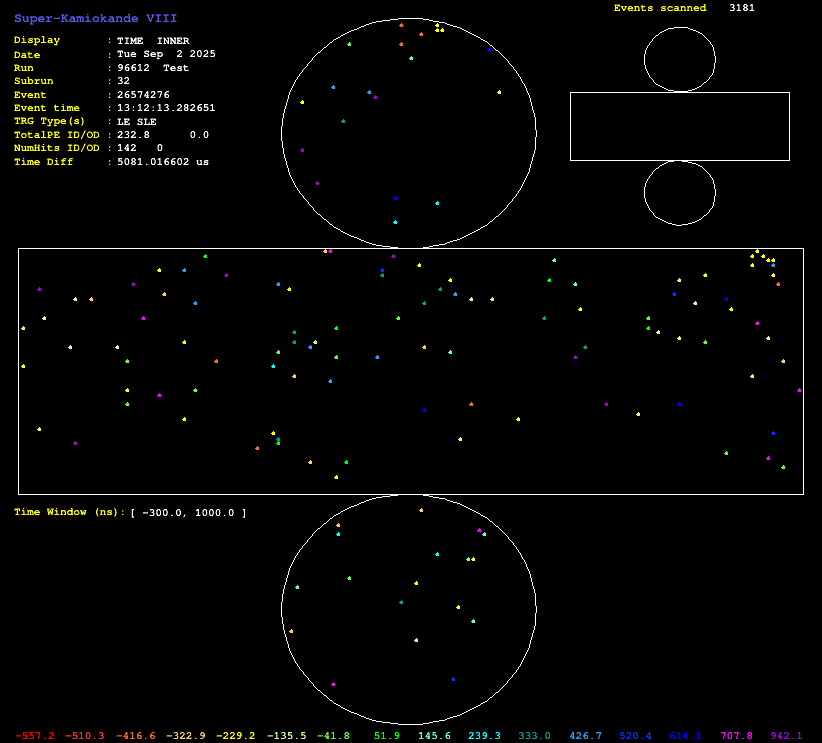 Super-Kamiokande VIII
Events scanned 3181
Display : TIME INNER
Date : Tue Sep 2 2025
Run : 96612 Test
Subrun : 32
Event : 26574276
Event time : 13:12:13.282651
TRG Type(s) : LE SLE
TotalPE ID/OD : 232.8 0.0
NumHits ID/OD : 142 0
Time Diff : 5081.016602 us
Time Window (ns): [ -300.0, 1000.0 ]
-557.2 -510.3 -416.6 -322.9 -229.2 -135.5 -41.8 51.9 145.6 239.3 333.0 426.7 520.4 614.1 707.8 942.1